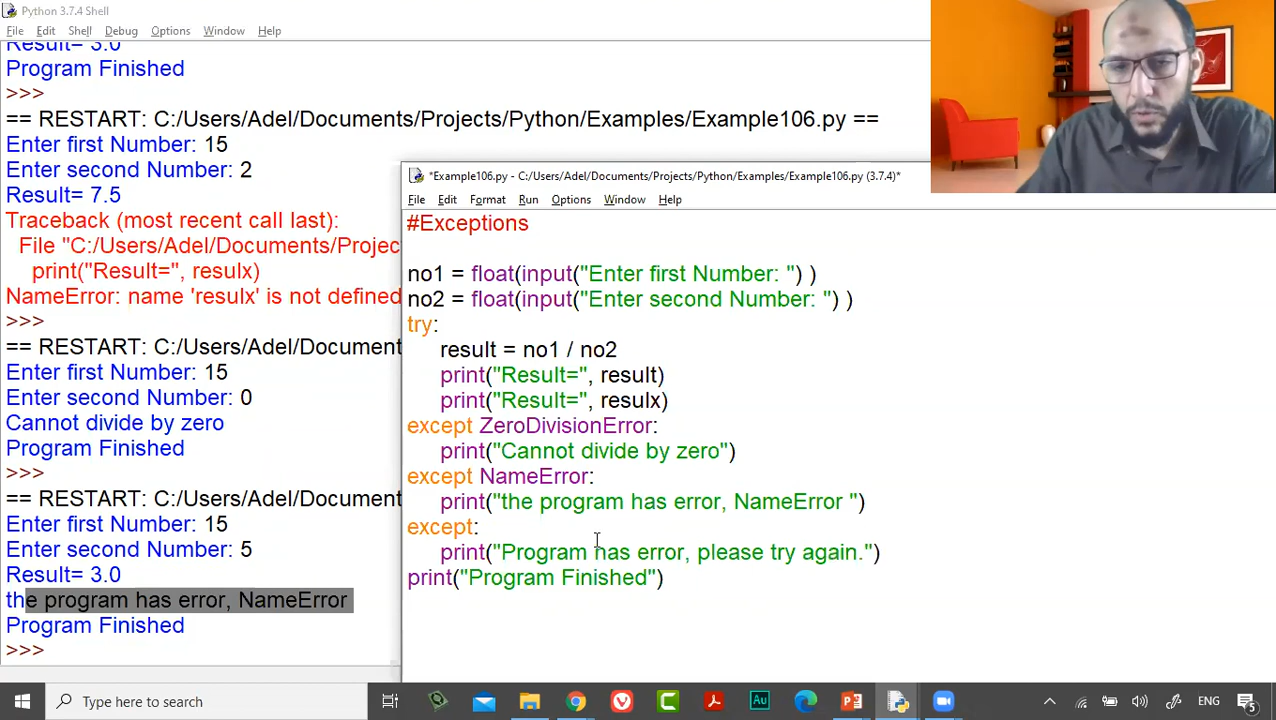 Python 3.7.4 Shell
File Edit Shell Debug Options Window Help
Result= 3.0
Program Finished
>>>
== RESTART: C:/Users/Adel/Documents/Projects/Python/Examples/Example106.py ==
Enter first Number: 15
Enter second Number: 2
Result= 7.5
Traceback (most recent call last):
File "C:/Users/Adel/Documents/Projec
print("Result=", resulx)
NameError: name 'resulx' is not defined
>>>
== RESTART: C:/Users/Adel/Documents/
Enter first Number: 15
Enter second Number: 0
Cannot divide by zero
Program Finished
>>>
== RESTART: C:/Users/Adel/Documents/
Enter first Number: 15
Enter second Number: 5
Result= 3.0
the program has error, NameError
Program Finished
>>>
*Example106.py - C:/Users/Adel/Documents/Projects/Python/Examples/Example106.py (3.7.4)*
File Edit Format Run Options Window Help
#Exceptions
no1 = float(input("Enter first Number: ") )
no2 = float(input("Enter second Number: ") )
try:
result = no1 / no2
print("Result=", result)
print("Result=", resulx)
except ZeroDivisionError:
print("Cannot divide by zero")
except NameError:
print("the program has error, NameError ")
except:
print("Program has error, please try again.")
print("Program Finished")
Type here to search
ENG
5